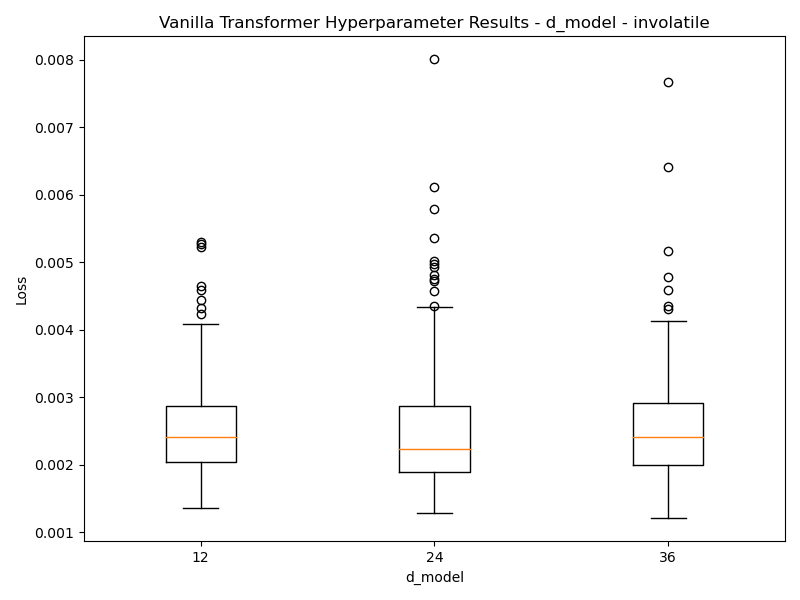 Vanilla Transformer Hyperparameter Results - d_model - involatile
0.008
0.007
0.006
0.005
0.004
0.003
0.002
0.001
Loss
12 24 36
d_model